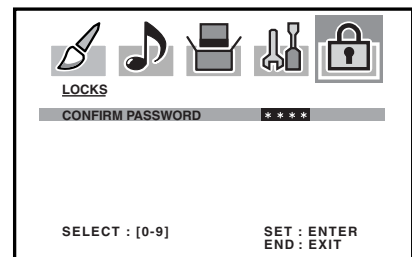 LOCKS
CONFIRM PASSWORD * * * *
SELECT : [0-9] SET : ENTER
END : EXIT